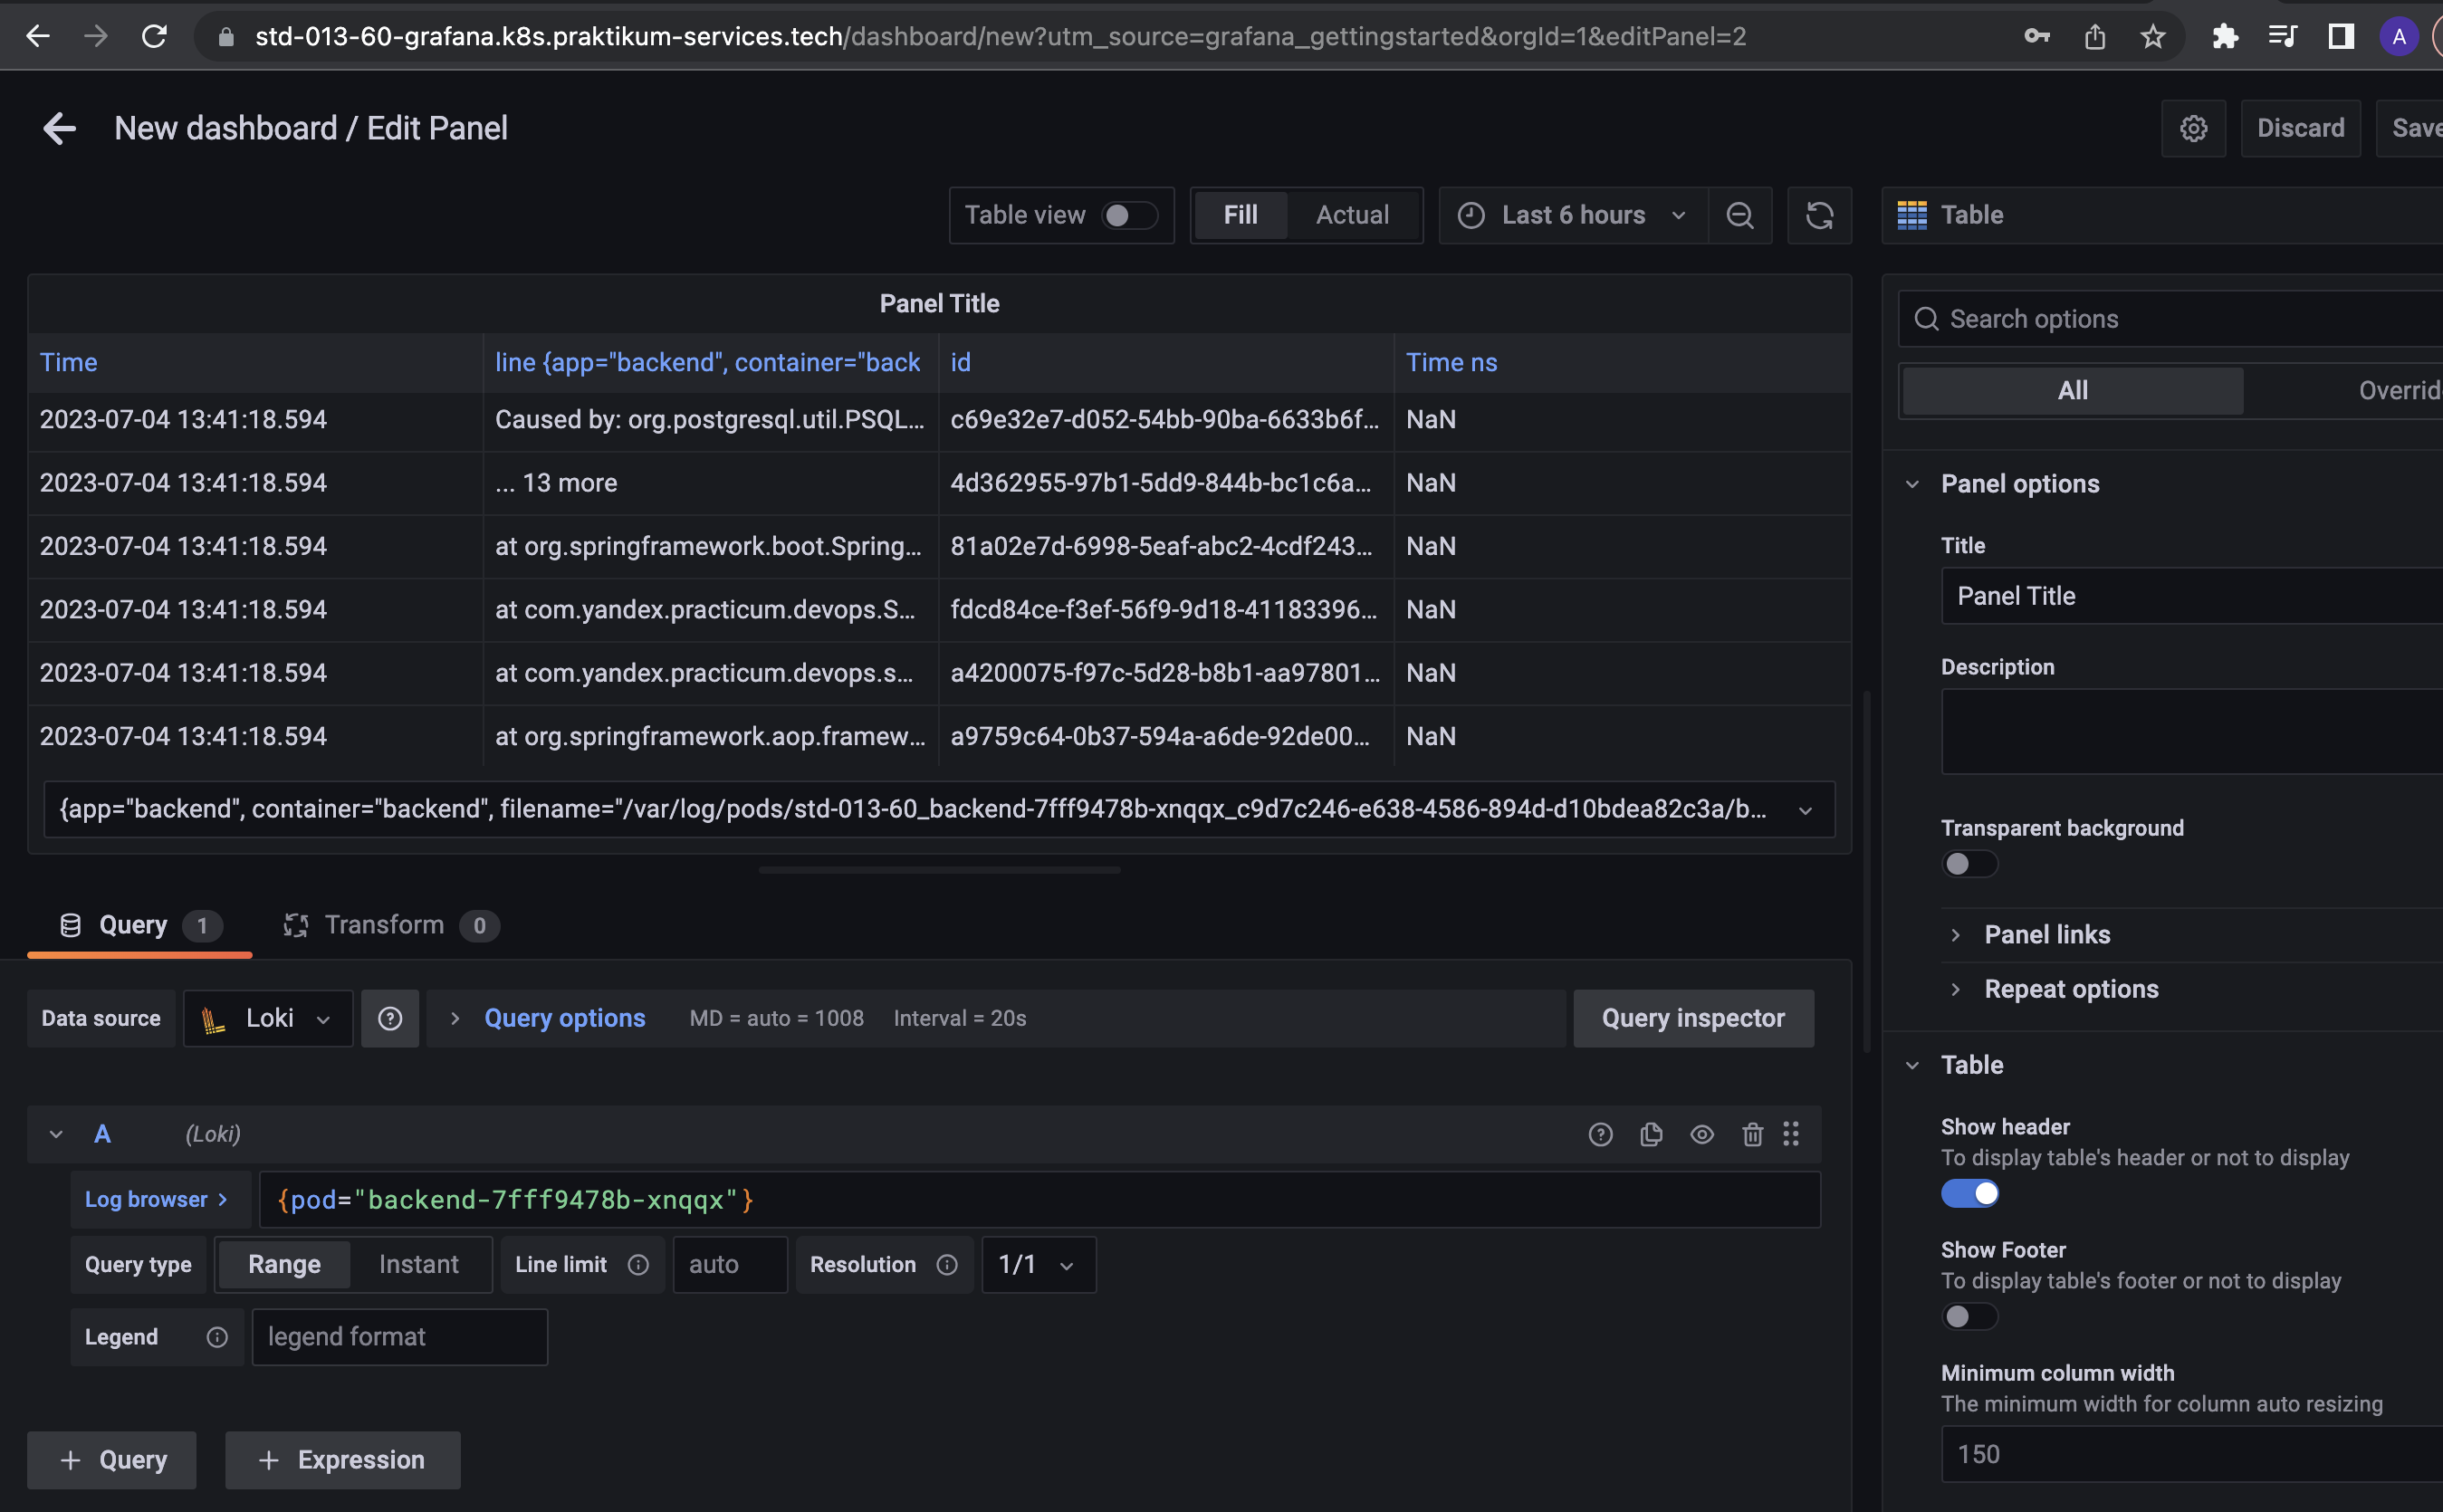 std-013-60-grafana.k8s.praktikum-services.tech/dashboard/new?utm_source=grafana_gettingstarted&orgId=1&editPanel=2
A
New dashboard / Edit Panel
Discard
Save
Table view
Fill
Actual
Last 6 hours
Table
Panel Title
Time
line {app="backend", container="back
id
Time ns
2023-07-04 13:41:18.594 Caused by: org.postgresql.util.PSQL... c69e32e7-d052-54bb-90ba-6633b6f... NaN
2023-07-04 13:41:18.594 ... 13 more 4d362955-97b1-5dd9-844b-bc1c6a... NaN
2023-07-04 13:41:18.594 at org.springframework.boot.Spring... 81a02e7d-6998-5eaf-abc2-4cdf243... NaN
2023-07-04 13:41:18.594 at com.yandex.practicum.devops.S... fdcd84ce-f3ef-56f9-9d18-41183396... NaN
2023-07-04 13:41:18.594 at com.yandex.practicum.devops.s... a4200075-f97c-5d28-b8b1-aa97801... NaN
2023-07-04 13:41:18.594 at org.springframework.aop.framew... a9759c64-0b37-594a-a6de-92de00... NaN
{app="backend", container="backend", filename="/var/log/pods/std-013-60_backend-7fff9478b-xnqqx_c9d7c246-e638-4586-894d-d10bdea82c3a/b...
Query 1
Transform 0
Data source
Loki
Query options
MD = auto = 1008
Interval = 20s
Query inspector
A
(Loki)
Log browser
{pod="backend-7fff9478b-xnqqx"}
Query type
Range
Instant
Line limit
auto
Resolution
1/1
Legend
legend format
+ Query
+ Expression
Search options
All
Overrid
Panel options
Title
Panel Title
Description
Transparent background
Panel links
Repeat options
Table
Show header
To display table's header or not to display
Show Footer
To display table's footer or not to display
Minimum column width
The minimum width for column auto resizing
150